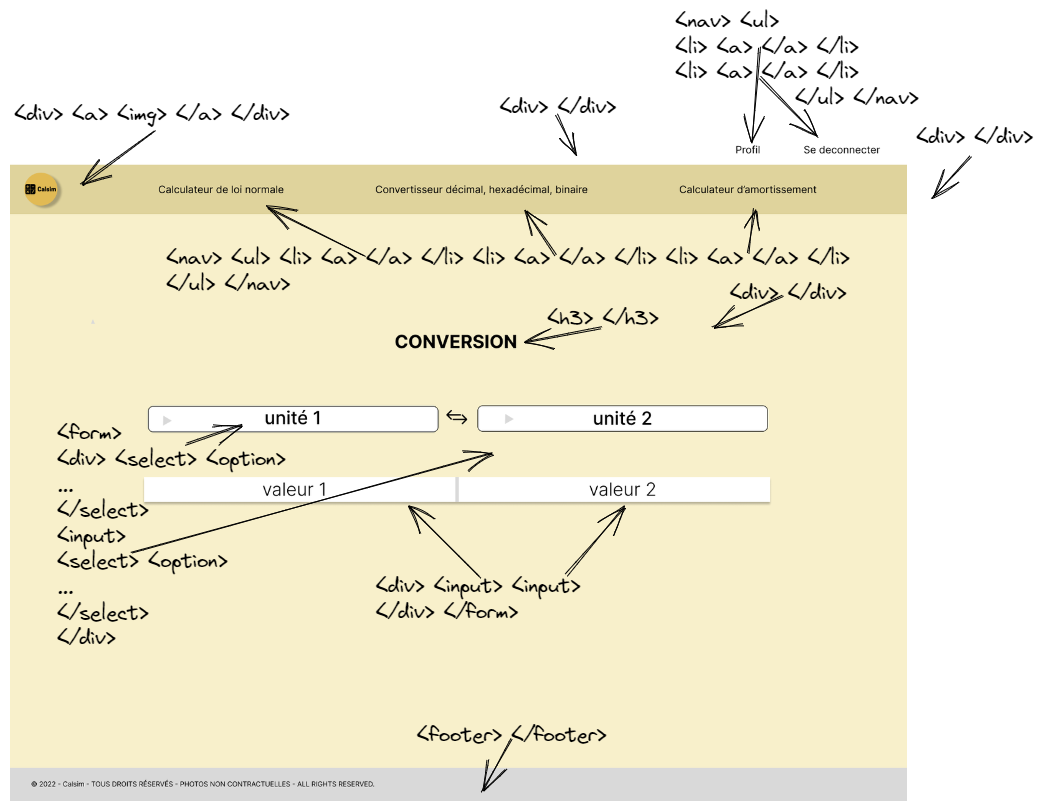 <nav> <ul>
<li> <a> </a> </li>
<li> <a> </a> </li>
</ul> </nav>
<div> <a> <img> </a> </div>
<div> </div>
<div> </div>
Profil
Se deconnecter
Calsim
Calculateur de loi normale
Convertisseur décimal, hexadécimal, binaire
Calculateur d'amortissement
<nav> <ul> <li> <a> </a> </li> <li> <a> </a> </li> <li> <a> </a> </li>
</ul> </nav>
<div> </div>
<h3> </h3>
CONVERSION
unité 1
⇆
unité 2
<form>
<div> <select> <option>
...
</select>
<input>
<select> <option>
...
</select>
</div>
valeur 1
valeur 2
<div> <input> <input>
</div> </form>
<footer> </footer>
© 2022 - Calsim - TOUS DROITS RÉSERVÉS - PHOTOS NON CONTRACTUELLES - ALL RIGHTS RESERVED.